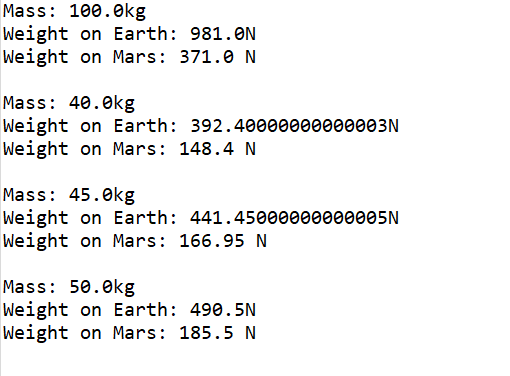 Mass: 100.0kg
Weight on Earth: 981.0N
Weight on Mars: 371.0 N
Mass: 40.0kg
Weight on Earth: 392.40000000000003N
Weight on Mars: 148.4 N
Mass: 45.0kg
Weight on Earth: 441.45000000000005N
Weight on Mars: 166.95 N
Mass: 50.0kg
Weight on Earth: 490.5N
Weight on Mars: 185.5 N